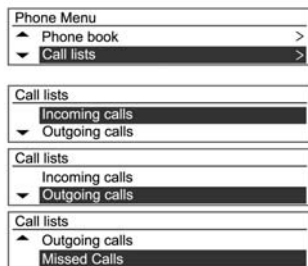 Phone Menu
Phone book >
Call lists >
Call lists
Incoming calls
Outgoing calls
Call lists
Incoming calls
Outgoing calls
Call lists
Outgoing calls
Missed Calls